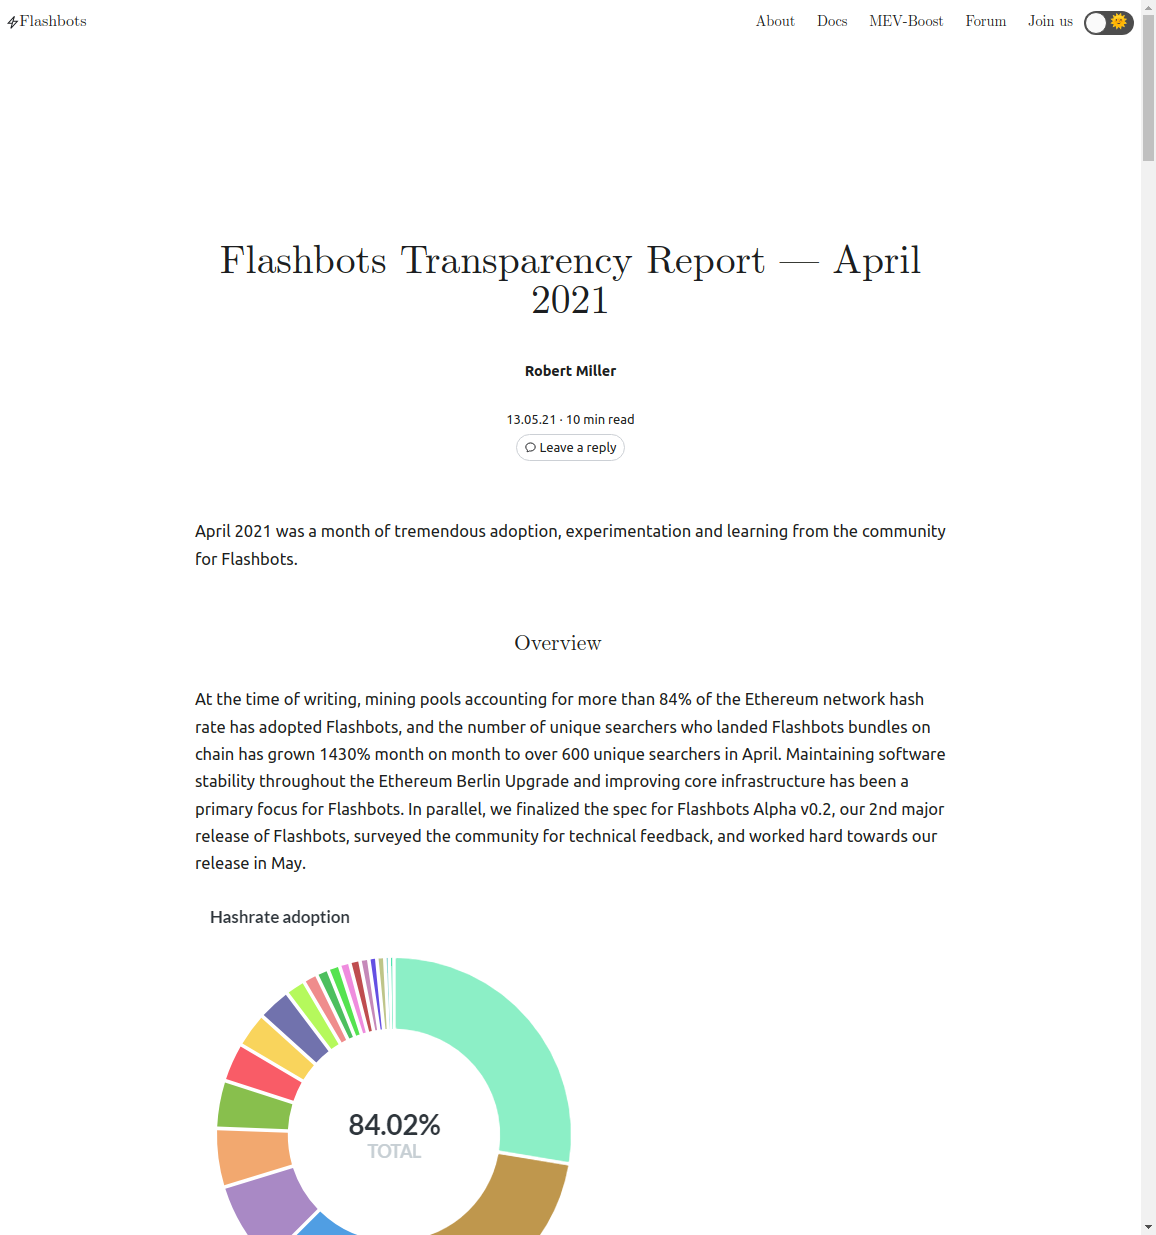 Flashbots
About Docs MEV-Boost Forum Join us
Flashbots Transparency Report — April
2021
Robert Miller
13.05.21 · 10 min read
Leave a reply
April 2021 was a month of tremendous adoption, experimentation and learning from the community
for Flashbots.
Overview
At the time of writing, mining pools accounting for more than 84% of the Ethereum network hash
rate has adopted Flashbots, and the number of unique searchers who landed Flashbots bundles on
chain has grown 1430% month on month to over 600 unique searchers in April. Maintaining software
stability throughout the Ethereum Berlin Upgrade and improving core infrastructure has been a
primary focus for Flashbots. In parallel, we finalized the spec for Flashbots Alpha v0.2, our 2nd major
release of Flashbots, surveyed the community for technical feedback, and worked hard towards our
release in May.
Hashrate adoption
84.02%
TOTAL